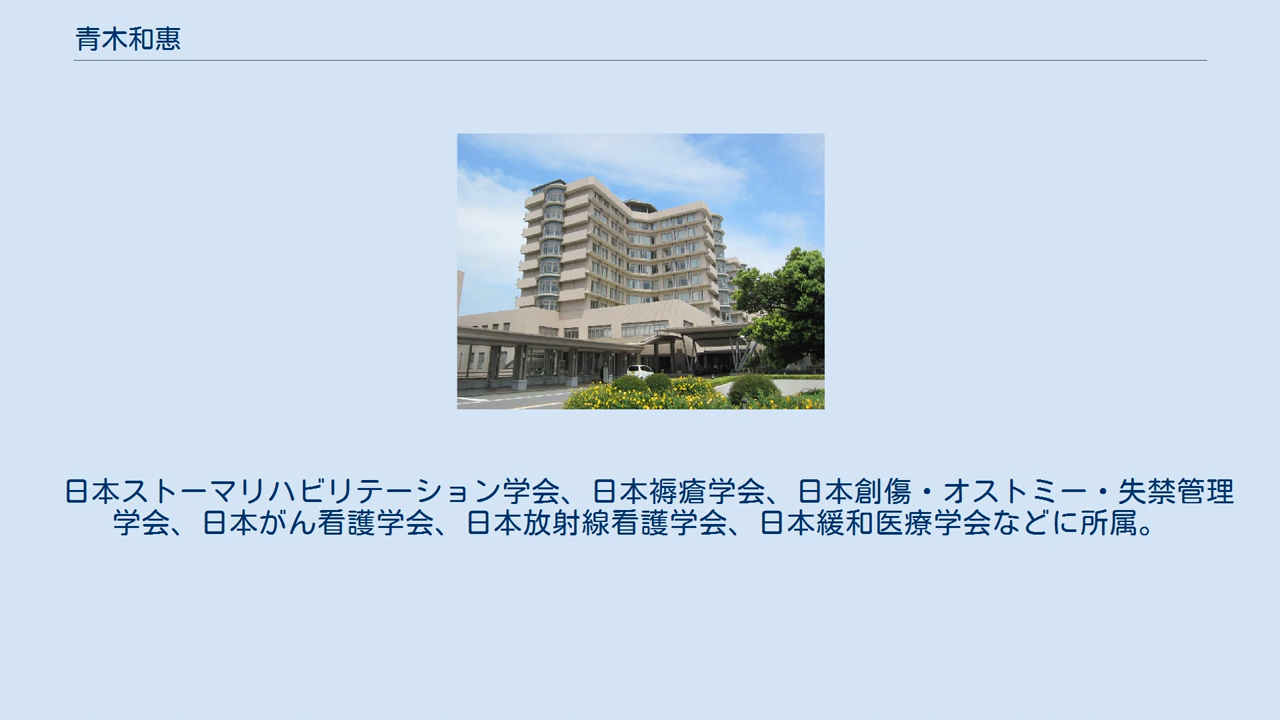 青木和惠
日本ストーマリハビリテーション学会、日本褥瘡学会、日本創傷・オストミー・失禁管理
学会、日本がん看護学会、日本放射線看護学会、日本緩和医療学会などに所属。